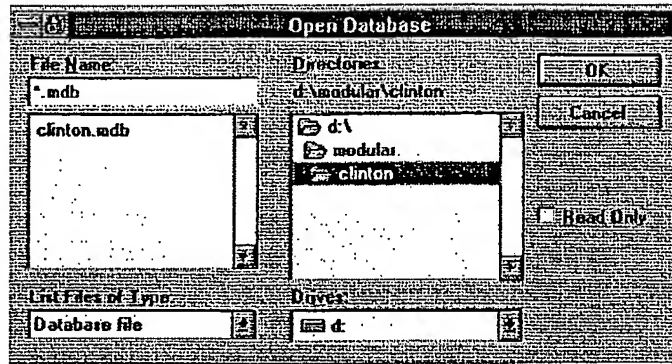 Open Database
File Name:
*.mdb
clinton.mdb
List Files of Type:
Database file
Directories:
d:\modular\clinton
d:\
modular
clinton
Drives:
d:
OK
Cancel
Read Only